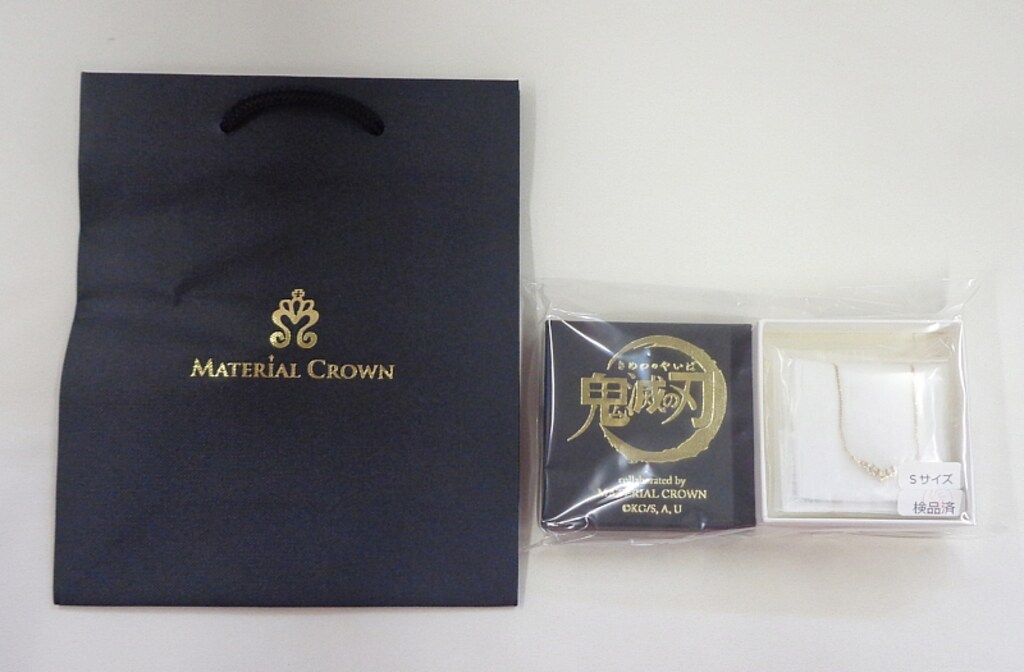 MATERIAL CROWN
きめつのやいば
鬼滅の刃
collaborated by
MATERIAL CROWN
©KG/S, A, U
Sサイズ
検品済